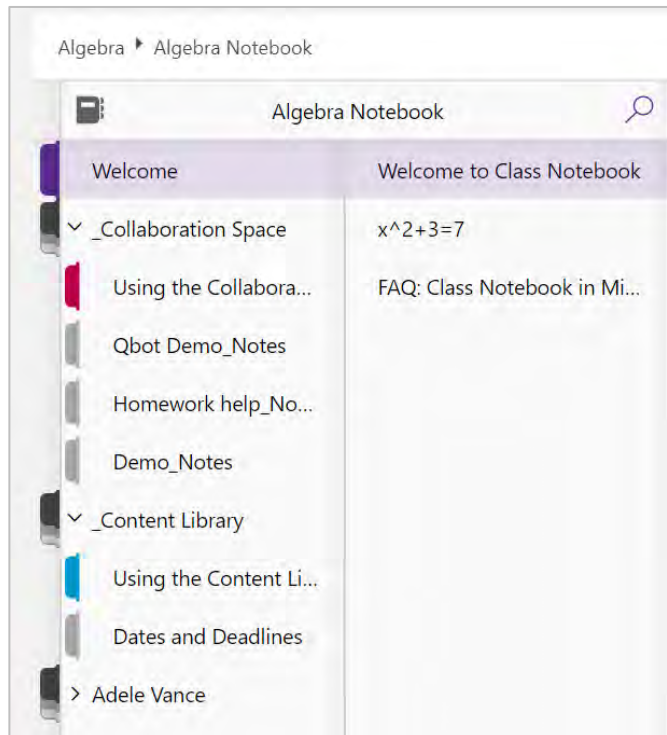 Algebra Algebra Notebook
Algebra Notebook
Welcome
_Collaboration Space
Using the Collabora...
Qbot Demo_Notes
Homework help_No...
Demo_Notes
_Content Library
Using the Content Li...
Dates and Deadlines
Adele Vance
Welcome to Class Notebook
x^2+3=7
FAQ: Class Notebook in Mi...